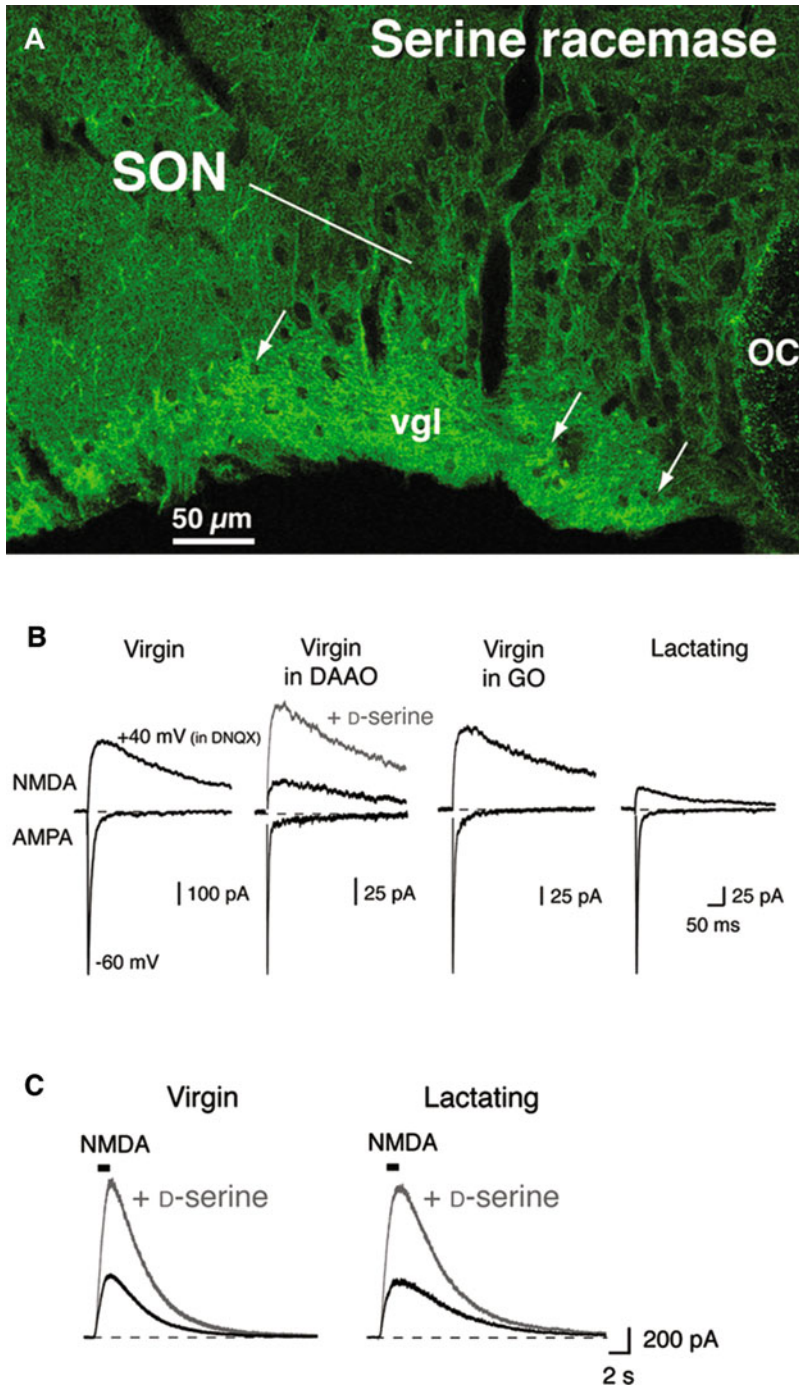 A
Serine racemase
SON
OC
vgl
50 µm
B
Virgin
Virgin
in DAAO
Virgin
in GO
Lactating
+40 mV (in DNQX)
+ D-serine
NMDA
AMPA
100 pA
25 pA
25 pA
25 pA
50 ms
-60 mV
C
Virgin
Lactating
NMDA
NMDA
+ D-serine
+ D-serine
200 pA
2 s